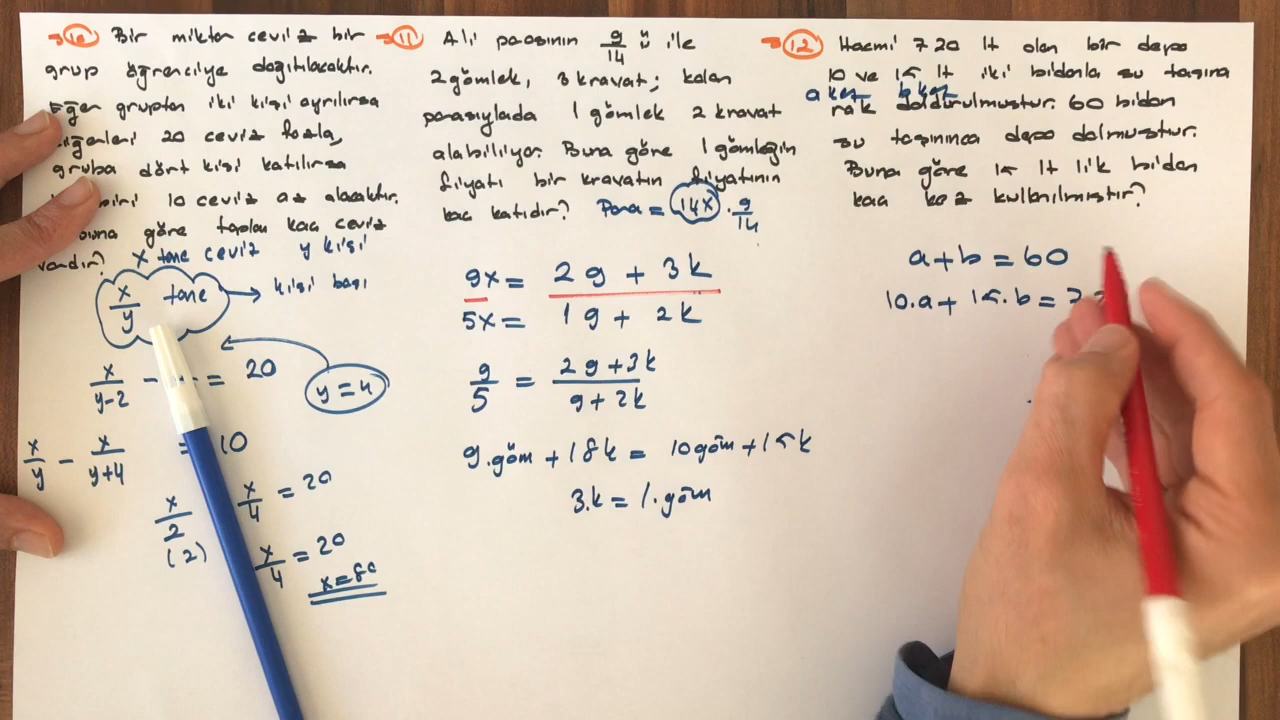 → 10 Bir miktar ceviz bir
grup öğrenciye dağıtılacaktır.
Eğer gruptan iki kişi ayrılırsa
20 ceviz fazla,
gruba dört kişi katılırsa
10 ceviz az alacaktır.
göre toplam kaç ceviz
vardır? x tane ceviz y kişi
x/y tane → kişi başı
x/y-2 - = 20
y=4
x/y - x/y+4 = 10
x/2 x/4 = 20
(2)
x/4 = 20
x=80
→ 11 Ali parasının 9/14 ü ile
2 gömlek, 3 kravat; kalan
parasıylada 1 gömlek 2 kravat
alabiliyor. Buna göre 1 gömleğin
fiyatı bir kravatın fiyatının
kaç katıdır? Para = 14x . 9/14
9x = 2g + 3k
5x = 1g + 2k
9/5 = 2g+3k/g+2k
9.göm + 18k = 10göm + 15k
3.k = 1.göm
→ 12 Hacmi 720 lt olan bir depo
10 ve 15 lt iki bidonla su taşına
a kez b kez
rak doldurulmuştur. 60 bidon
su taşınınca depo dolmuştur.
Buna göre 15 lt lik bidon
kaç kez kullanılmıştır?
a+b = 60
10.a + 15.b =